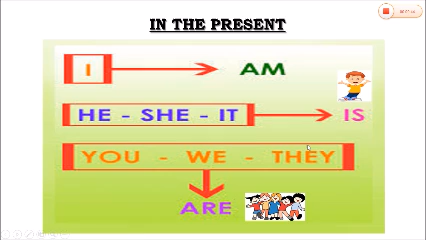 IN THE PRESENT
I AM
HE - SHE - IT IS
YOU - WE - THEY
ARE